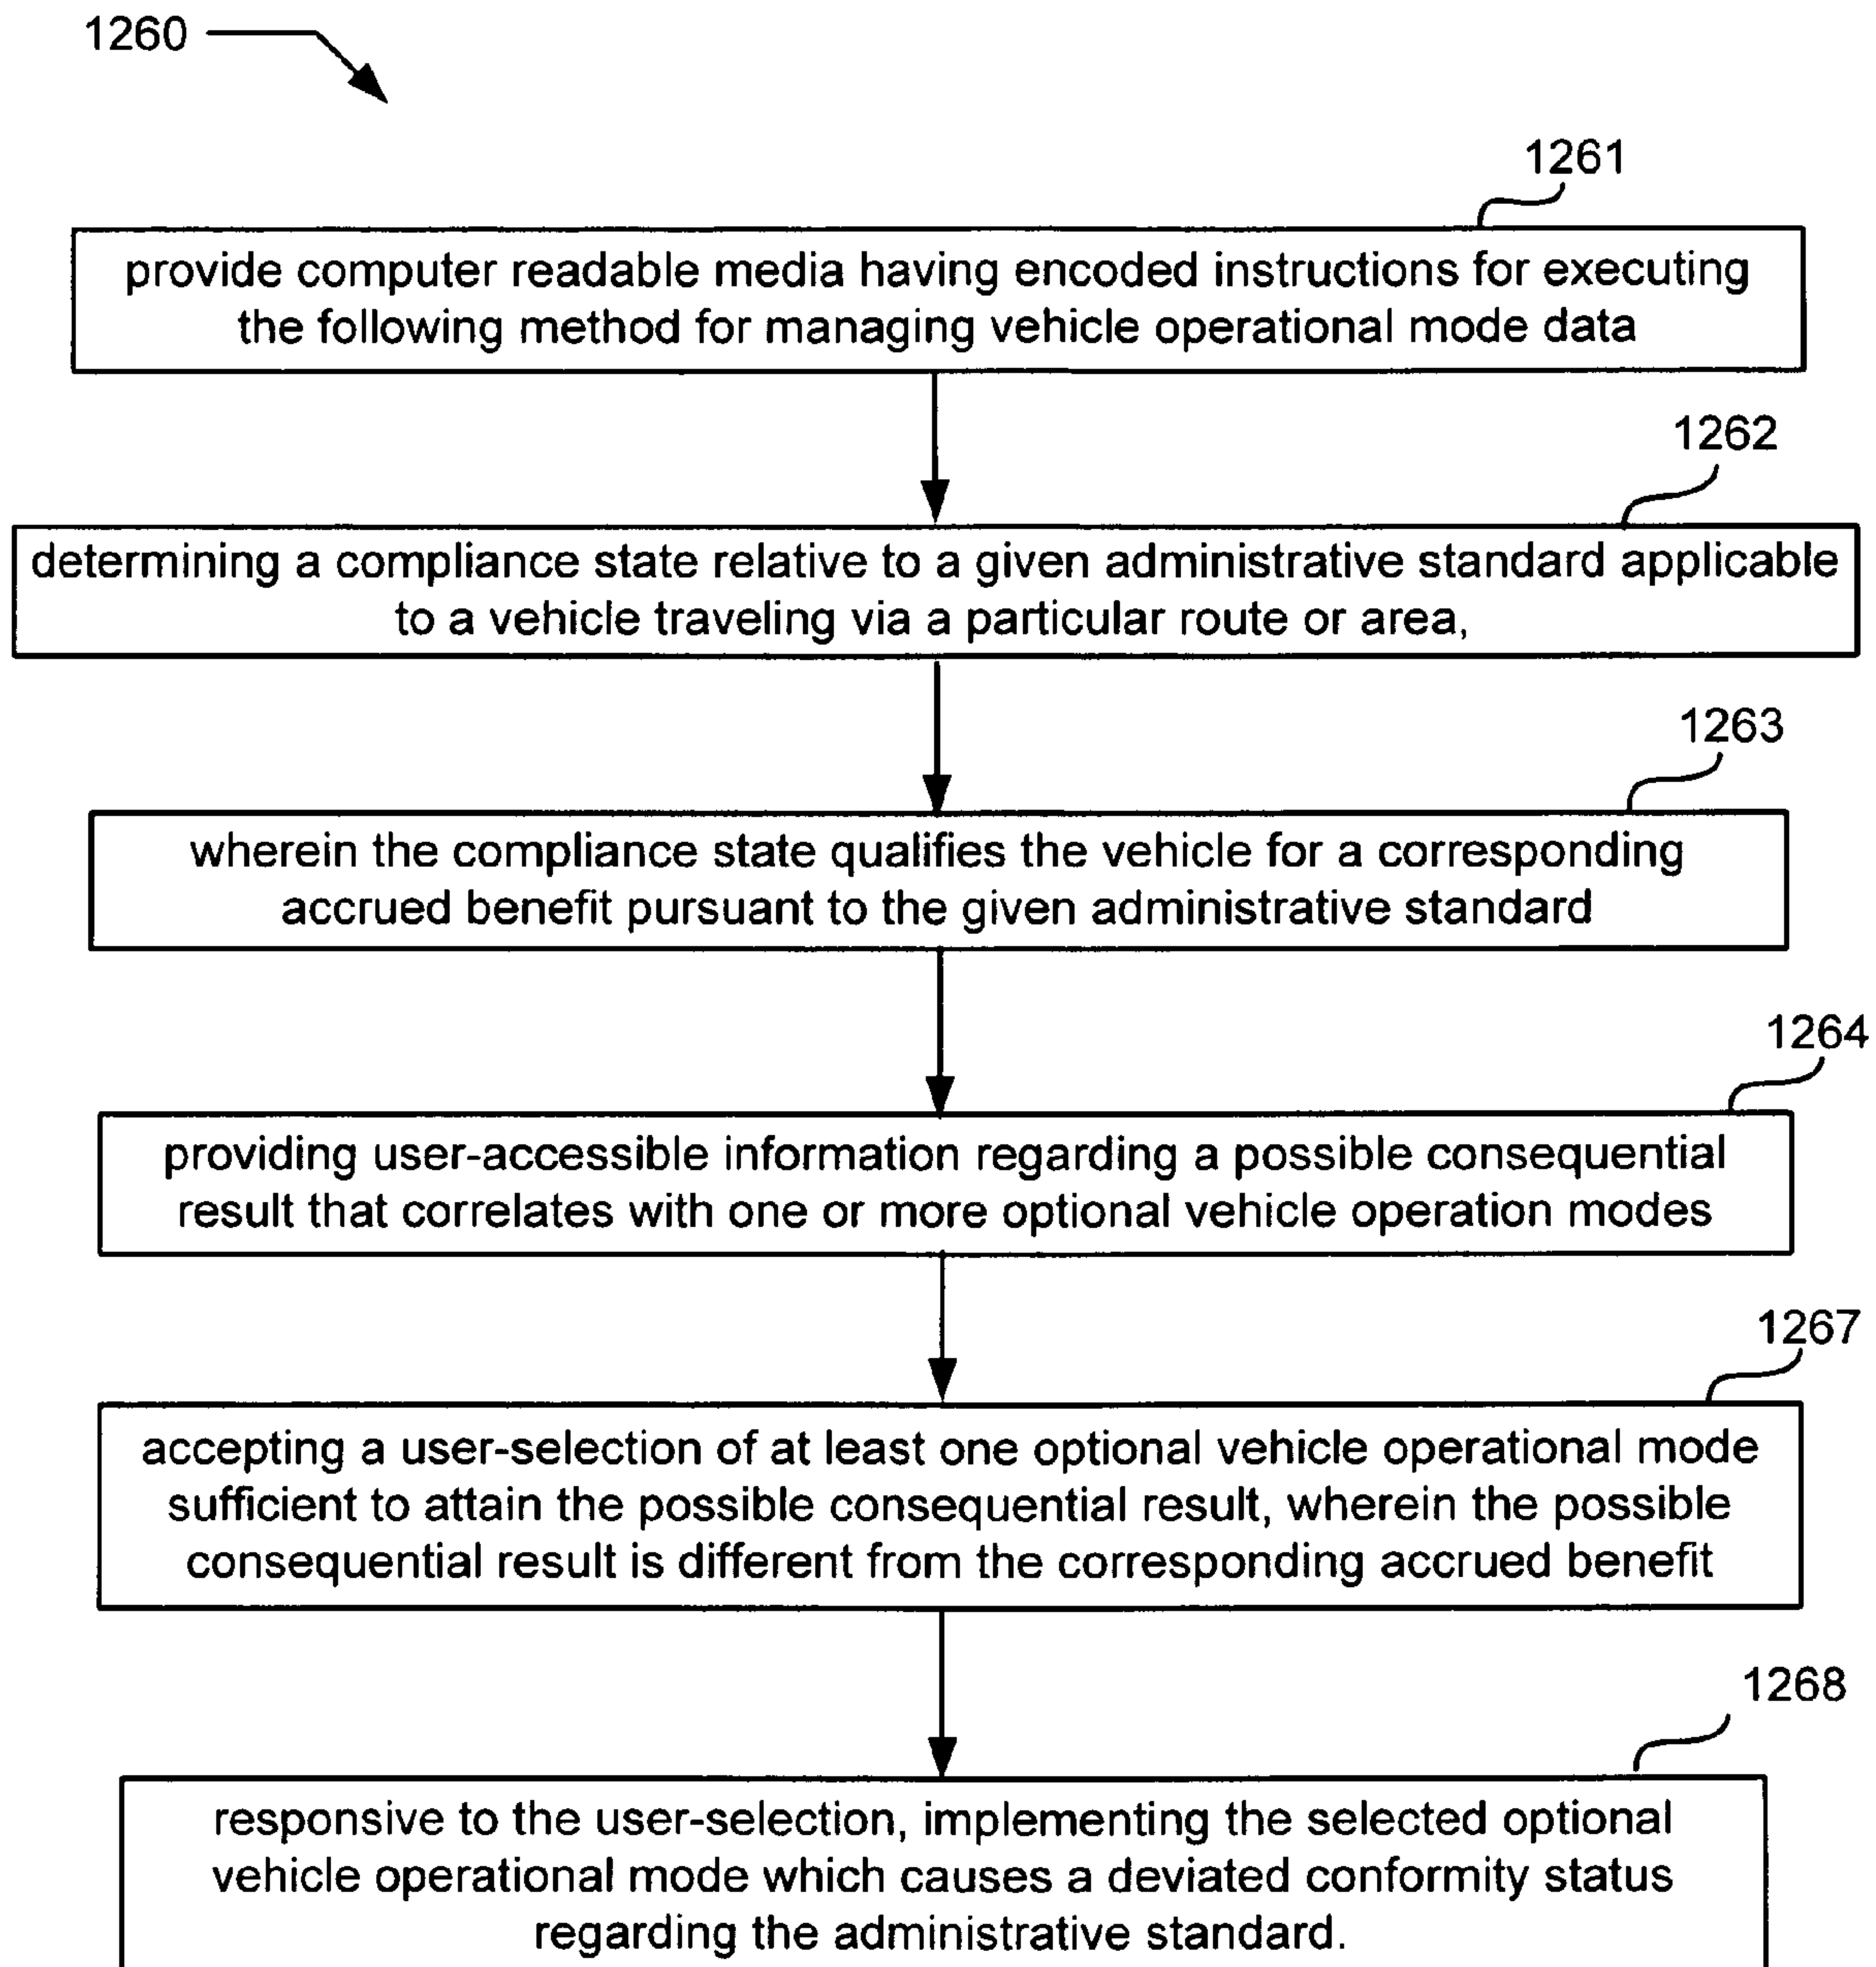 1260
1261
provide computer readable media having encoded instructions for executing
the following method for managing vehicle operational mode data
1262
determining a compliance state relative to a given administrative standard applicable
to a vehicle traveling via a particular route or area,
1263
wherein the compliance state qualifies the vehicle for a corresponding
accrued benefit pursuant to the given administrative standard
1264
providing user-accessible information regarding a possible consequential
result that correlates with one or more optional vehicle operation modes
1267
accepting a user-selection of at least one optional vehicle operational mode
sufficient to attain the possible consequential result, wherein the possible
consequential result is different from the corresponding accrued benefit
1268
responsive to the user-selection, implementing the selected optional
vehicle operational mode which causes a deviated conformity status
regarding the administrative standard.